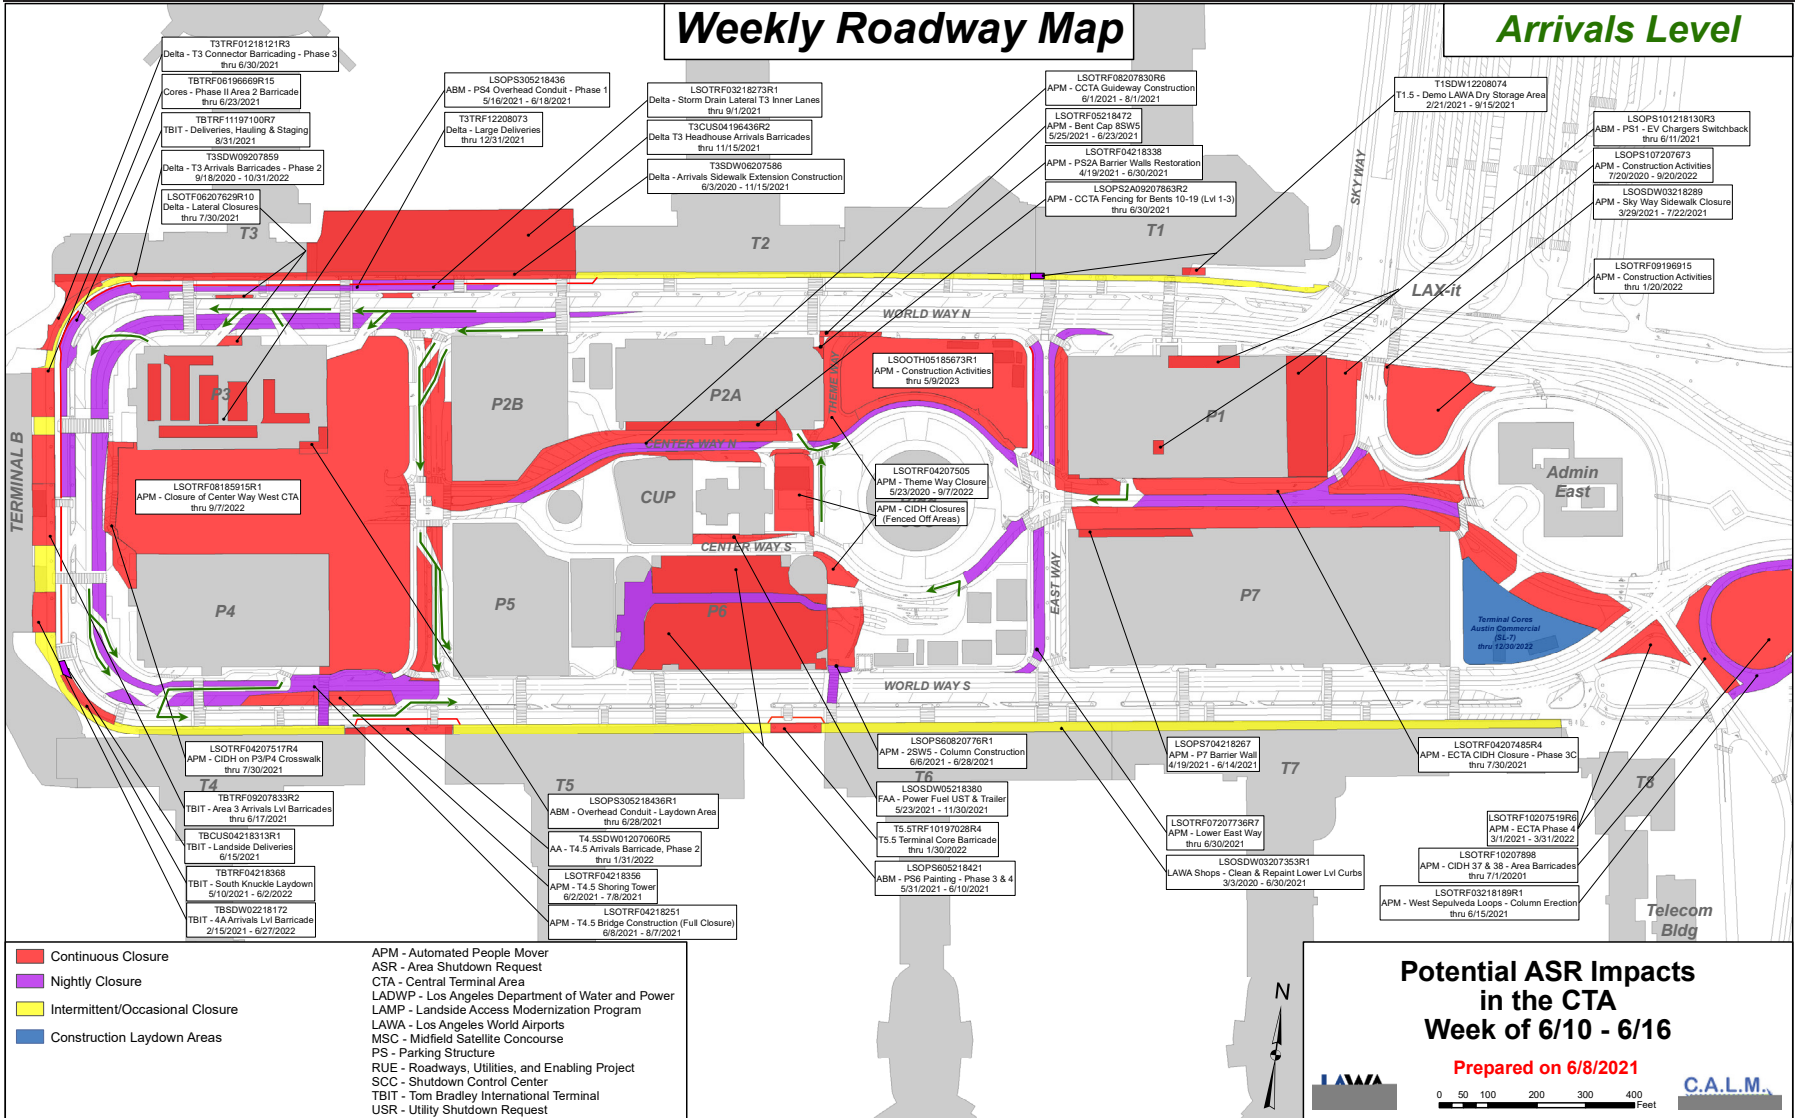 Weekly Roadway Map
Arrivals Level
T3TRF01218121R3
Delta - T3 Connector Barricading - Phase 3
thru 6/30/2021
TBTRF06196669R15
Cores - Phase II Area 2 Barricade
thru 6/23/2021
TBTRF11197100R7
TBIT - Deliveries, Hauling & Staging
8/31/2021
T3SDW09207859
Delta - T3 Arrivals Barricades - Phase 2
9/18/2020 - 10/31/2022
LSOTF06207629R10
Delta - Lateral Closures
thru 7/30/2021
LSOPS305218436
ABM - PS4 Overhead Conduit - Phase 1
5/16/2021 - 6/18/2021
T3TRF12208073
Delta - Large Deliveries
thru 12/31/2021
LSOTRF03218273R1
Delta - Storm Drain Lateral T3 Inner Lanes
thru 9/1/2021
T3CUS04196436R2
Delta T3 Headhouse Arrivals Barricades
thru 11/15/2021
T3SDW06207586
Delta - Arrivals Sidewalk Extension Construction
6/3/2020 - 11/15/2021
LSOTRF08207830R6
APM - CCTA Guideway Construction
6/1/2021 - 8/1/2021
LSOTRF05218472
APM - Bent Cap 8SW5
5/25/2021 - 6/23/2021
LSOTRF04218338
APM - PS2A Barrier Walls Restoration
4/19/2021 - 6/30/2021
LSOPS2A09207863R2
APM - CCTA Fencing for Bents 10-19 (Lvl 1-3)
thru 6/30/2021
T1SDW12208074
T1.5 - Demo LAWA Dry Storage Area
2/21/2021 - 9/15/2021
LSOPS101218130R3
ABM - PS1 - EV Chargers Switchback
thru 6/11/2021
LSOPS107207673
APM - Construction Activities
7/20/2020 - 9/20/2022
LSOSDW03218289
APM - Sky Way Sidewalk Closure
3/29/2021 - 7/22/2021
LSOTRF09196915
APM - Construction Activities
thru 1/20/2022
T3
T2
T1
SKY WAY
LAX-it
WORLD WAY N
LSOOTH05185673R1
APM - Construction Activities
thru 5/9/2023
P3
P2B
P2A
THEME WAY
P1
CENTER WAY N
TERMINAL B
LSOTRF08185915R1
APM - Closure of Center Way West CTA
thru 9/7/2022
CUP
LSOTRF04207505
APM - Theme Way Closure
5/23/2020 - 9/7/2022
APM - CIDH Closures
(Fenced Off Areas)
Admin
East
CENTER WAY S
EAST WAY
P4
P5
P6
P7
Terminal Cores
Austin Commercial
(SL-7)
thru 12/30/2022
WORLD WAY S
T4
T5
T6
T7
T8
LSOTRF04207517R4
APM - CIDH on P3/P4 Crosswalk
thru 7/30/2021
TBTRF09207833R2
TBIT - Area 3 Arrivals Lvl Barricades
thru 6/17/2021
TBCUS04218313R1
TBIT - Landside Deliveries
6/15/2021
TBTRF04218368
TBIT - South Knuckle Laydown
5/10/2021 - 6/2/2022
TBSDW02218172
TBIT - 4A Arrivals Lvl Barricade
2/15/2021 - 6/27/2022
LSOPS305218436R1
ABM - Overhead Conduit - Laydown Area
thru 6/28/2021
T4.5SDW01207060R5
AA - T4.5 Arrivals Barricade, Phase 2
thru 1/31/2022
LSOTRF04218356
APM - T4.5 Shoring Tower
6/2/2021 - 7/8/2021
LSOTRF04218251
APM - T4.5 Bridge Construction (Full Closure)
6/8/2021 - 8/7/2021
LSOPS60820776R1
APM - 2SW5 - Column Construction
6/6/2021 - 6/28/2021
LSOSDW05218380
FAA - Power Fuel UST & Trailer
5/23/2021 - 11/30/2021
T5.5TRF10197028R4
T5.5 Terminal Core Barricade
thru 1/30/2022
LSOPS605218421
ABM - PS6 Painting - Phase 3 & 4
5/31/2021 - 6/10/2021
LSOPS704218267
APM - P7 Barrier Wall
4/19/2021 - 6/14/2021
LSOTRF07207736R7
APM - Lower East Way
thru 6/30/2021
LSOSDW03207353R1
LAWA Shops - Clean & Repaint Lower Lvl Curbs
3/3/2020 - 6/30/2021
LSOTRF04207485R4
APM - ECTA CIDH Closure - Phase 3C
thru 7/30/2021
LSOTRF10207519R6
APM - ECTA Phase 4
3/1/2021 - 3/31/2022
LSOTRF10207898
APM - CIDH 37 & 38 - Area Barricades
thru 7/1/20201
LSOTRF03218189R1
APM - West Sepulveda Loops - Column Erection
thru 6/15/2021
Telecom
Bldg
Continuous Closure
Nightly Closure
Intermittent/Occasional Closure
Construction Laydown Areas
APM - Automated People Mover
ASR - Area Shutdown Request
CTA - Central Terminal Area
LADWP - Los Angeles Department of Water and Power
LAMP - Landside Access Modernization Program
LAWA - Los Angeles World Airports
MSC - Midfield Satellite Concourse
PS - Parking Structure
RUE - Roadways, Utilities, and Enabling Project
SCC - Shutdown Control Center
TBIT - Tom Bradley International Terminal
USR - Utility Shutdown Request
N
Potential ASR Impacts
in the CTA
Week of 6/10 - 6/16
Prepared on 6/8/2021
LAWA
0 50 100 200 300 400
Feet
C.A.L.M.